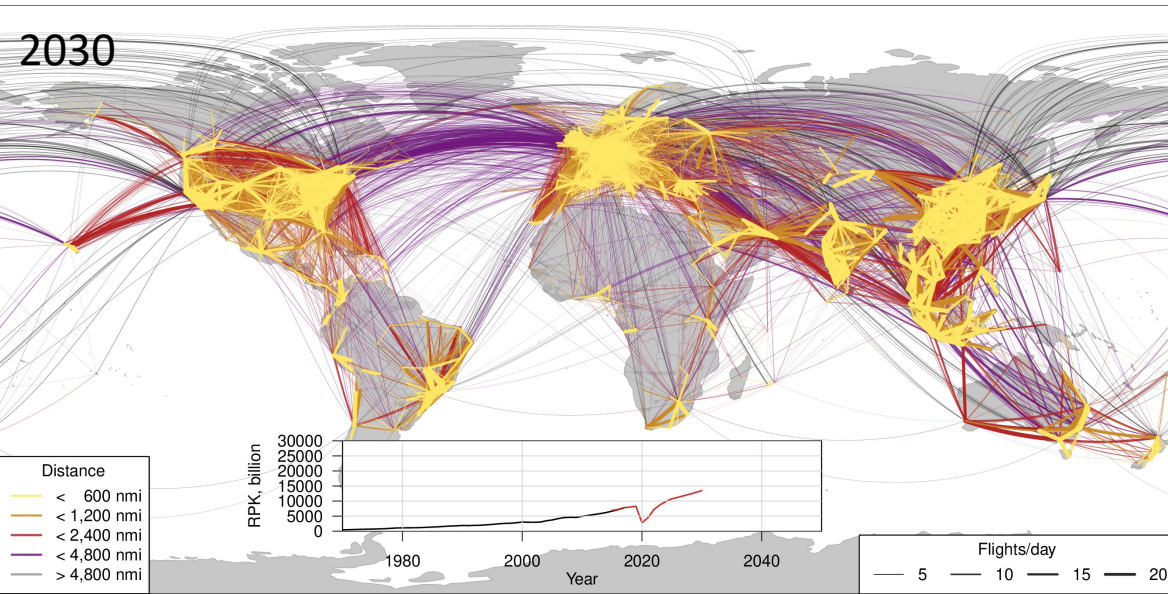 2030
30000
25000
20000
15000
10000
5000
0
RPK, billion
1980 2000 2020 2040
Year
Distance
< 600 nmi
< 1,200 nmi
< 2,400 nmi
< 4,800 nmi
> 4,800 nmi
Flights/day
5 10 15 20